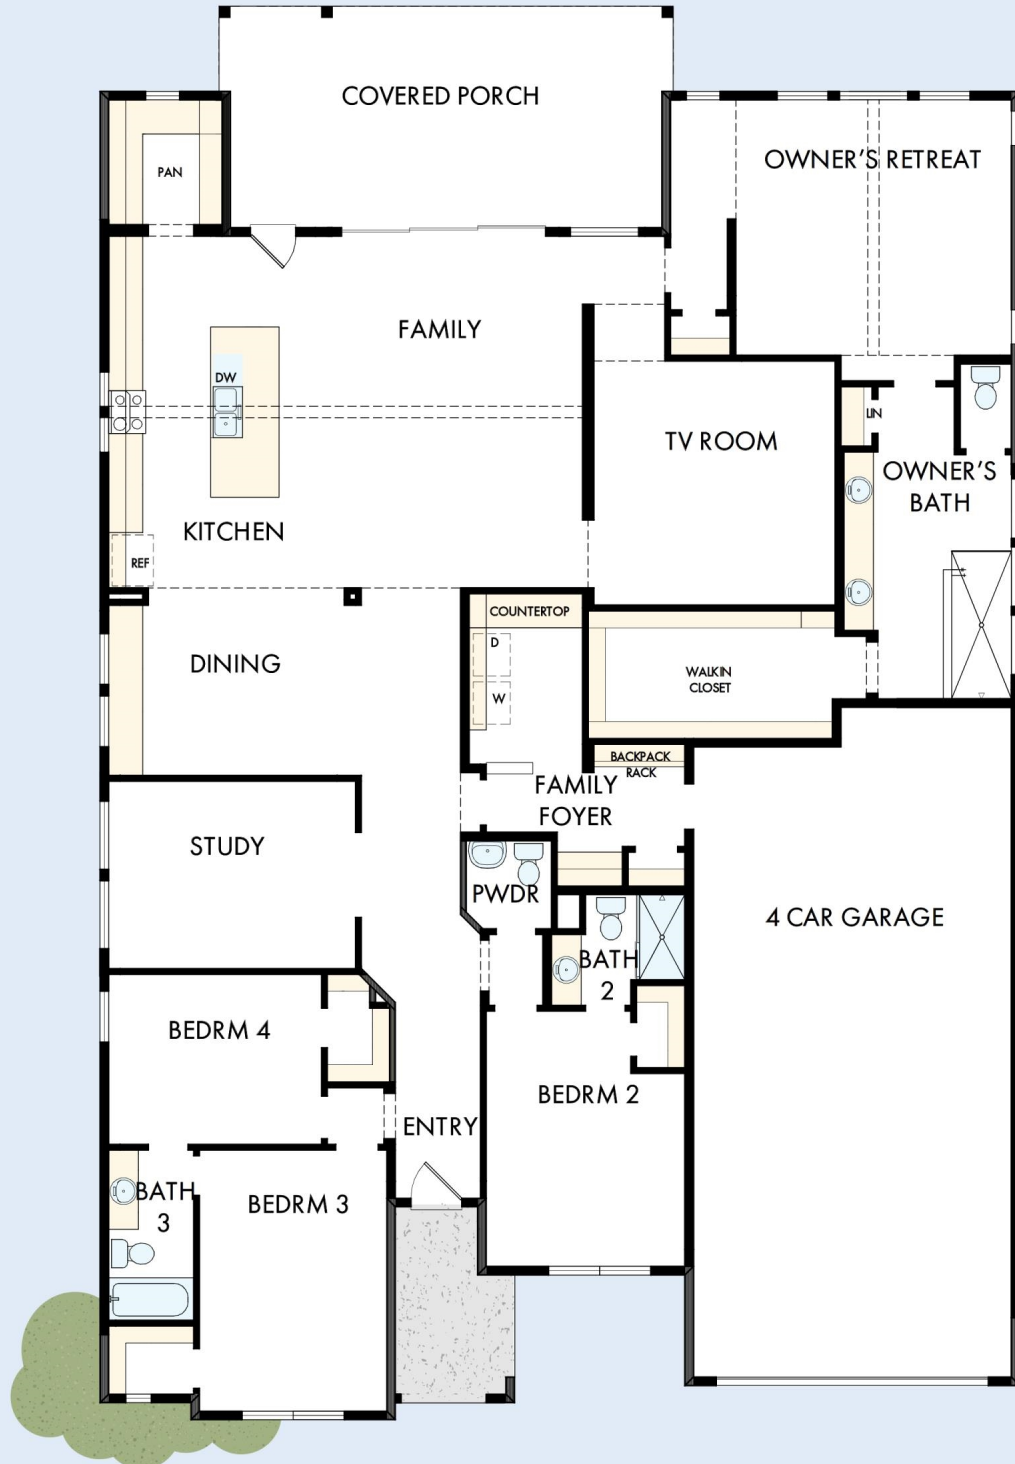 COVERED PORCH
OWNER'S RETREAT
PAN
FAMILY
DW
LIN
TV ROOM
OWNER'S
BATH
KITCHEN
REF
COUNTERTOP
D
W
DINING
WALKIN
CLOSET
BACKPACK
RACK
FAMILY
FOYER
STUDY
PWDR
4 CAR GARAGE
BATH
2
BEDRM 4
BEDRM 2
ENTRY
BATH
3
BEDRM 3